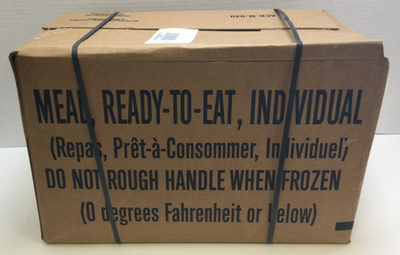 MEAL, READY-TO-EAT, INDIVIDUAL
(Repas, Prêt-à-Consommer, Individuel)
DO NOT ROUGH HANDLE WHEN FROZEN
(0 degrees Fahrenheit or below)